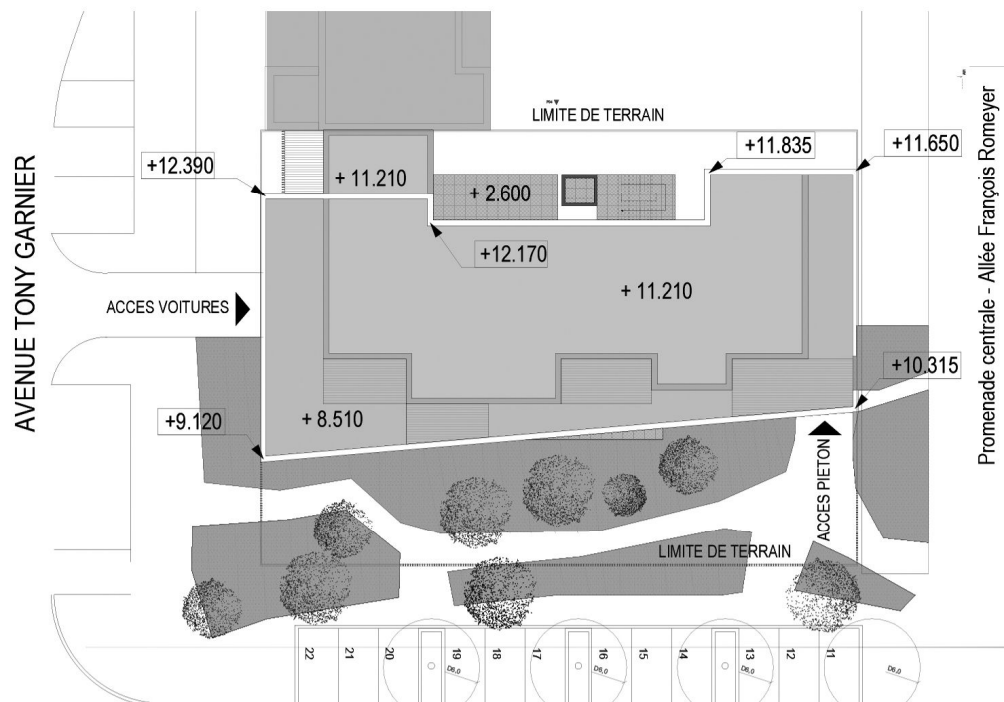 LIMITE DE TERRAIN
+11.835
+11.650
+12.390
+ 11.210
+ 2.600
+12.170
+ 11.210
AVENUE TONY GARNIER
ACCES VOITURES
Promenade centrale - Allée François Romeyer
+10.315
+9.120
+ 8.510
ACCES PIETON
LIMITE DE TERRAIN
22
21
20
19
18
17
16
15
14
13
12
11
D6,0
D6,0
D6,0
D6,0